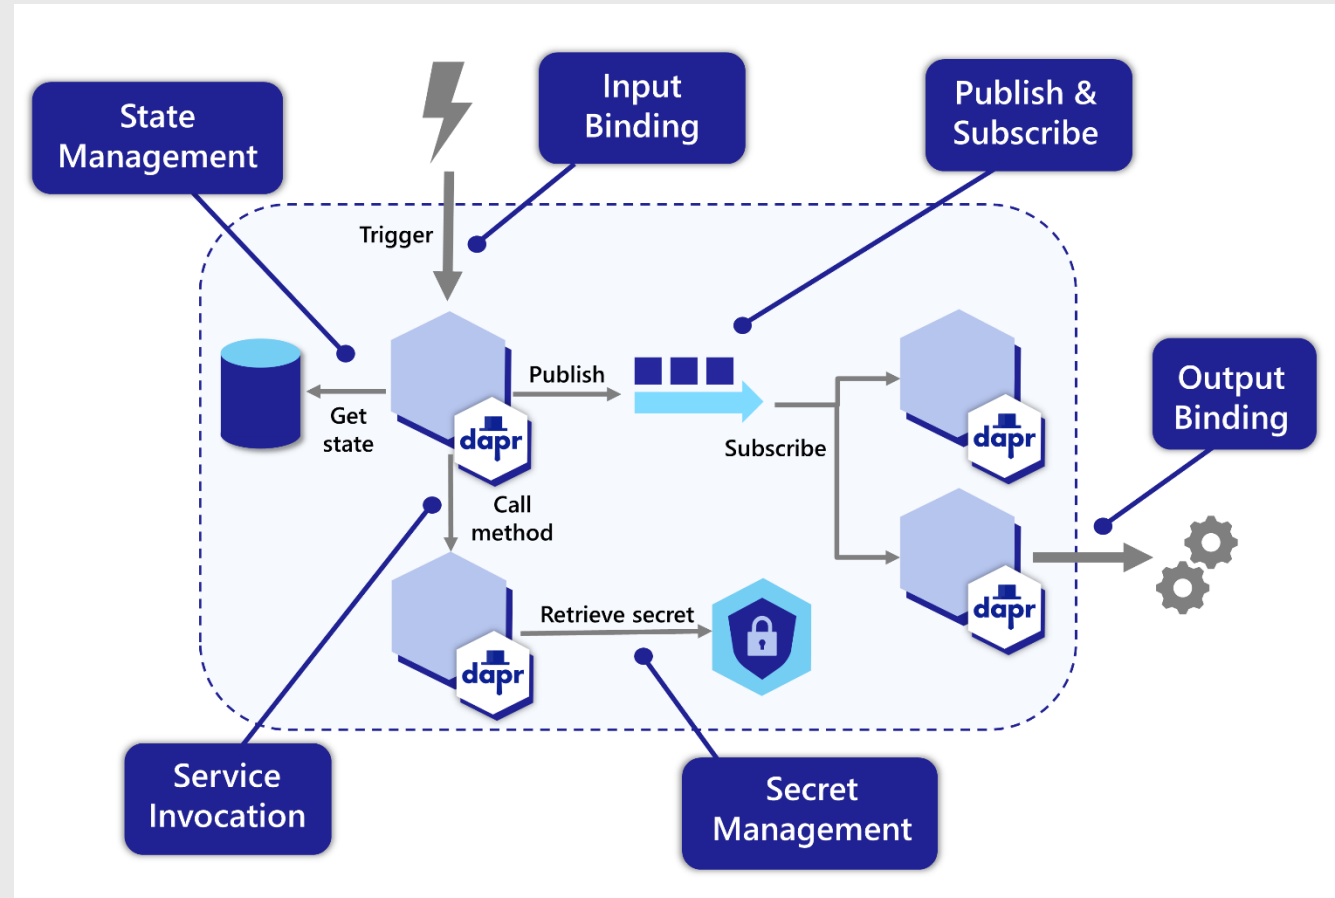 State
Management
Input
Binding
Publish &
Subscribe
Trigger
Publish
Get
state
dapr
Subscribe
dapr
Output
Binding
Call
method
Retrieve secret
dapr
dapr
Service
Invocation
Secret
Management